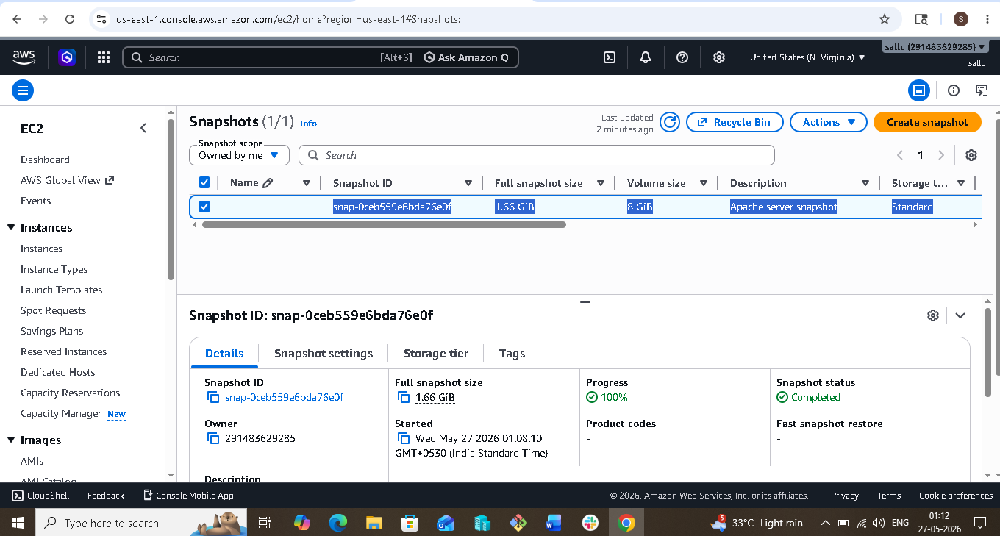 us-east-1.console.aws.amazon.com/ec2/home?region=us-east-1#Snapshots:
S
aws
Search [Alt+S] Ask Amazon Q
United States (N. Virginia) ▼
sallu (291483629285) ▼
sallu
EC2
Dashboard
AWS Global View
Events
Instances
Instances
Instance Types
Launch Templates
Spot Requests
Savings Plans
Reserved Instances
Dedicated Hosts
Capacity Reservations
Capacity Manager New
Images
AMIs
AMI Catalog
Snapshots (1/1) Info
Last updated
2 minutes ago
Recycle Bin
Actions
Create snapshot
Snapshot scope
Owned by me
Search
1
Name Snapshot ID Full snapshot size Volume size Description Storage t...
snap-0ceb559e6bda76e0f 1.66 GiB 8 GiB Apache server snapshot Standard
Snapshot ID: snap-0ceb559e6bda76e0f
Details Snapshot settings Storage tier Tags
Snapshot ID
snap-0ceb559e6bda76e0f
Full snapshot size
1.66 GiB
Progress
100%
Snapshot status
Completed
Owner
291483629285
Started
Wed May 27 2026 01:08:10
GMT+0530 (India Standard Time)
Product codes
-
Fast snapshot restore
-
Description
CloudShell Feedback Console Mobile App
© 2026, Amazon Web Services, Inc. or its affiliates. Privacy Terms Cookie preferences
Type here to search
5
33°C Light rain
ENG
01:12
27-05-2026